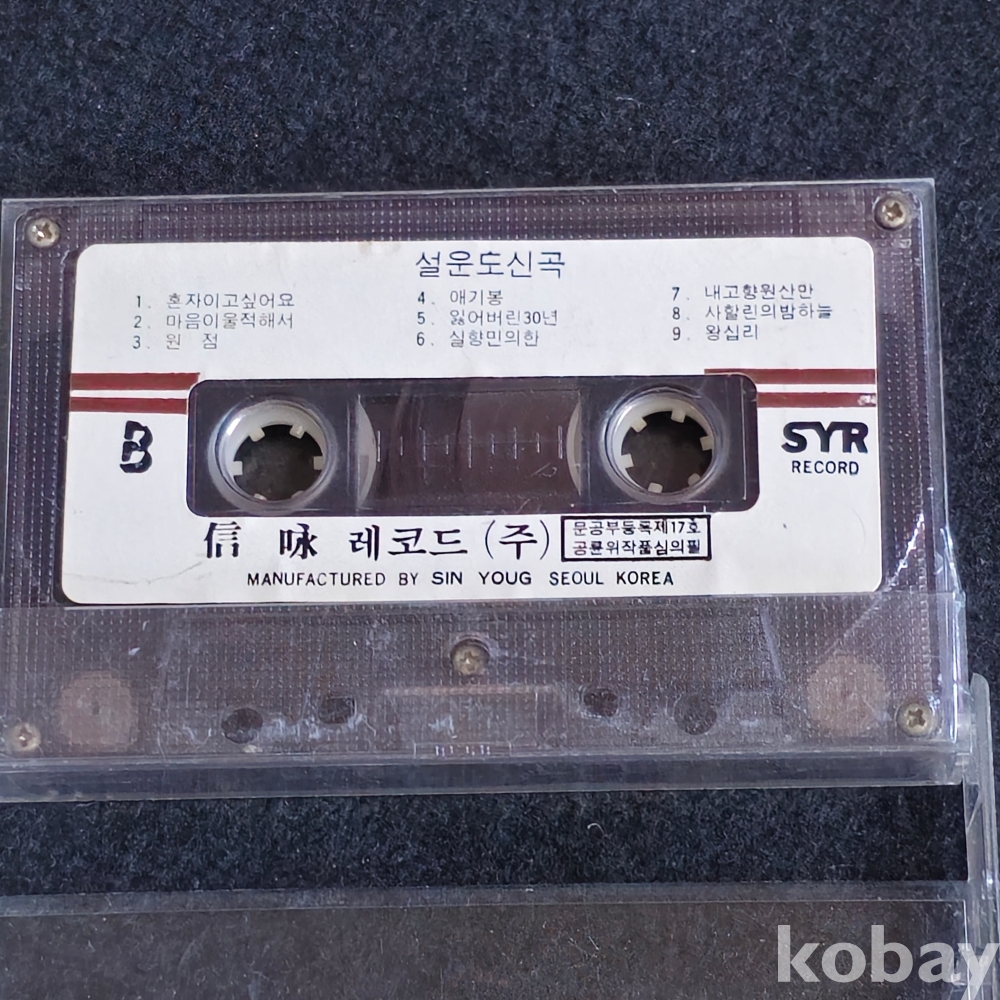 설운도신곡
1. 혼자이고싶어요
2. 마음이울적해서
3. 원 점
4. 애기봉
5. 잃어버린30년
6. 실향민의한
7. 내고향원산만
8. 사할린의밤하늘
9. 왕십리
B
SYR
RECORD
信 咏 레코드 (주)
문공부등록제17호
공륜위작품심의필
MANUFACTURED BY SIN YOUG SEOUL KOREA
kobay